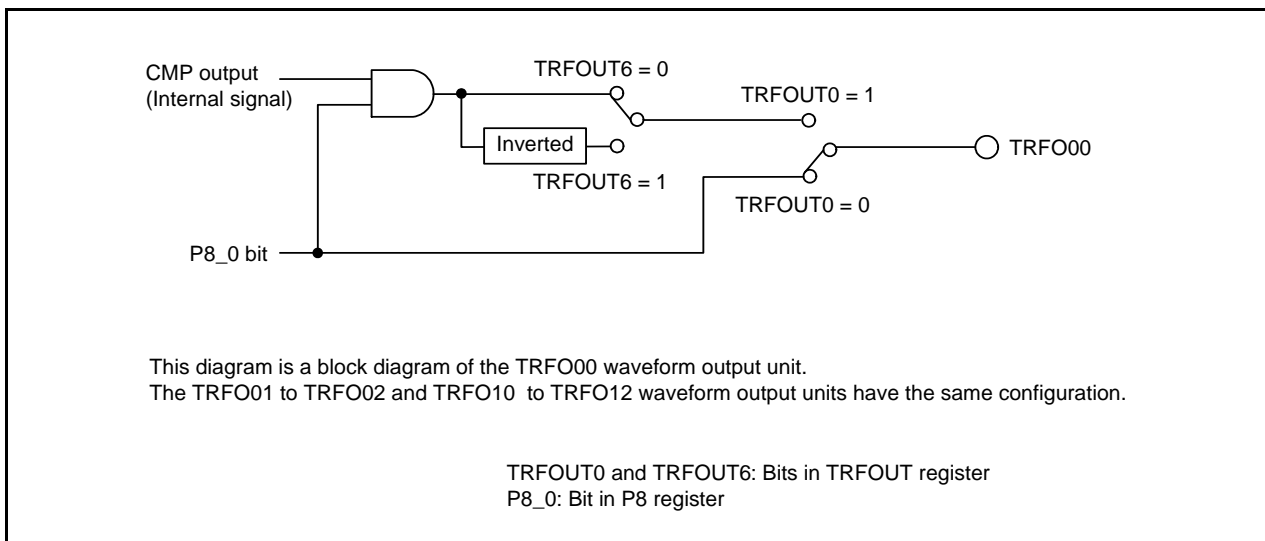 CMP output
(Internal signal)
TRFOUT6 = 0
TRFOUT0 = 1
Inverted
TRFO00
TRFOUT6 = 1
TRFOUT0 = 0
P8_0 bit
This diagram is a block diagram of the TRFO00 waveform output unit.
The TRFO01 to TRFO02 and TRFO10 to TRFO12 waveform output units have the same configuration.
TRFOUT0 and TRFOUT6: Bits in TRFOUT register
P8_0: Bit in P8 register